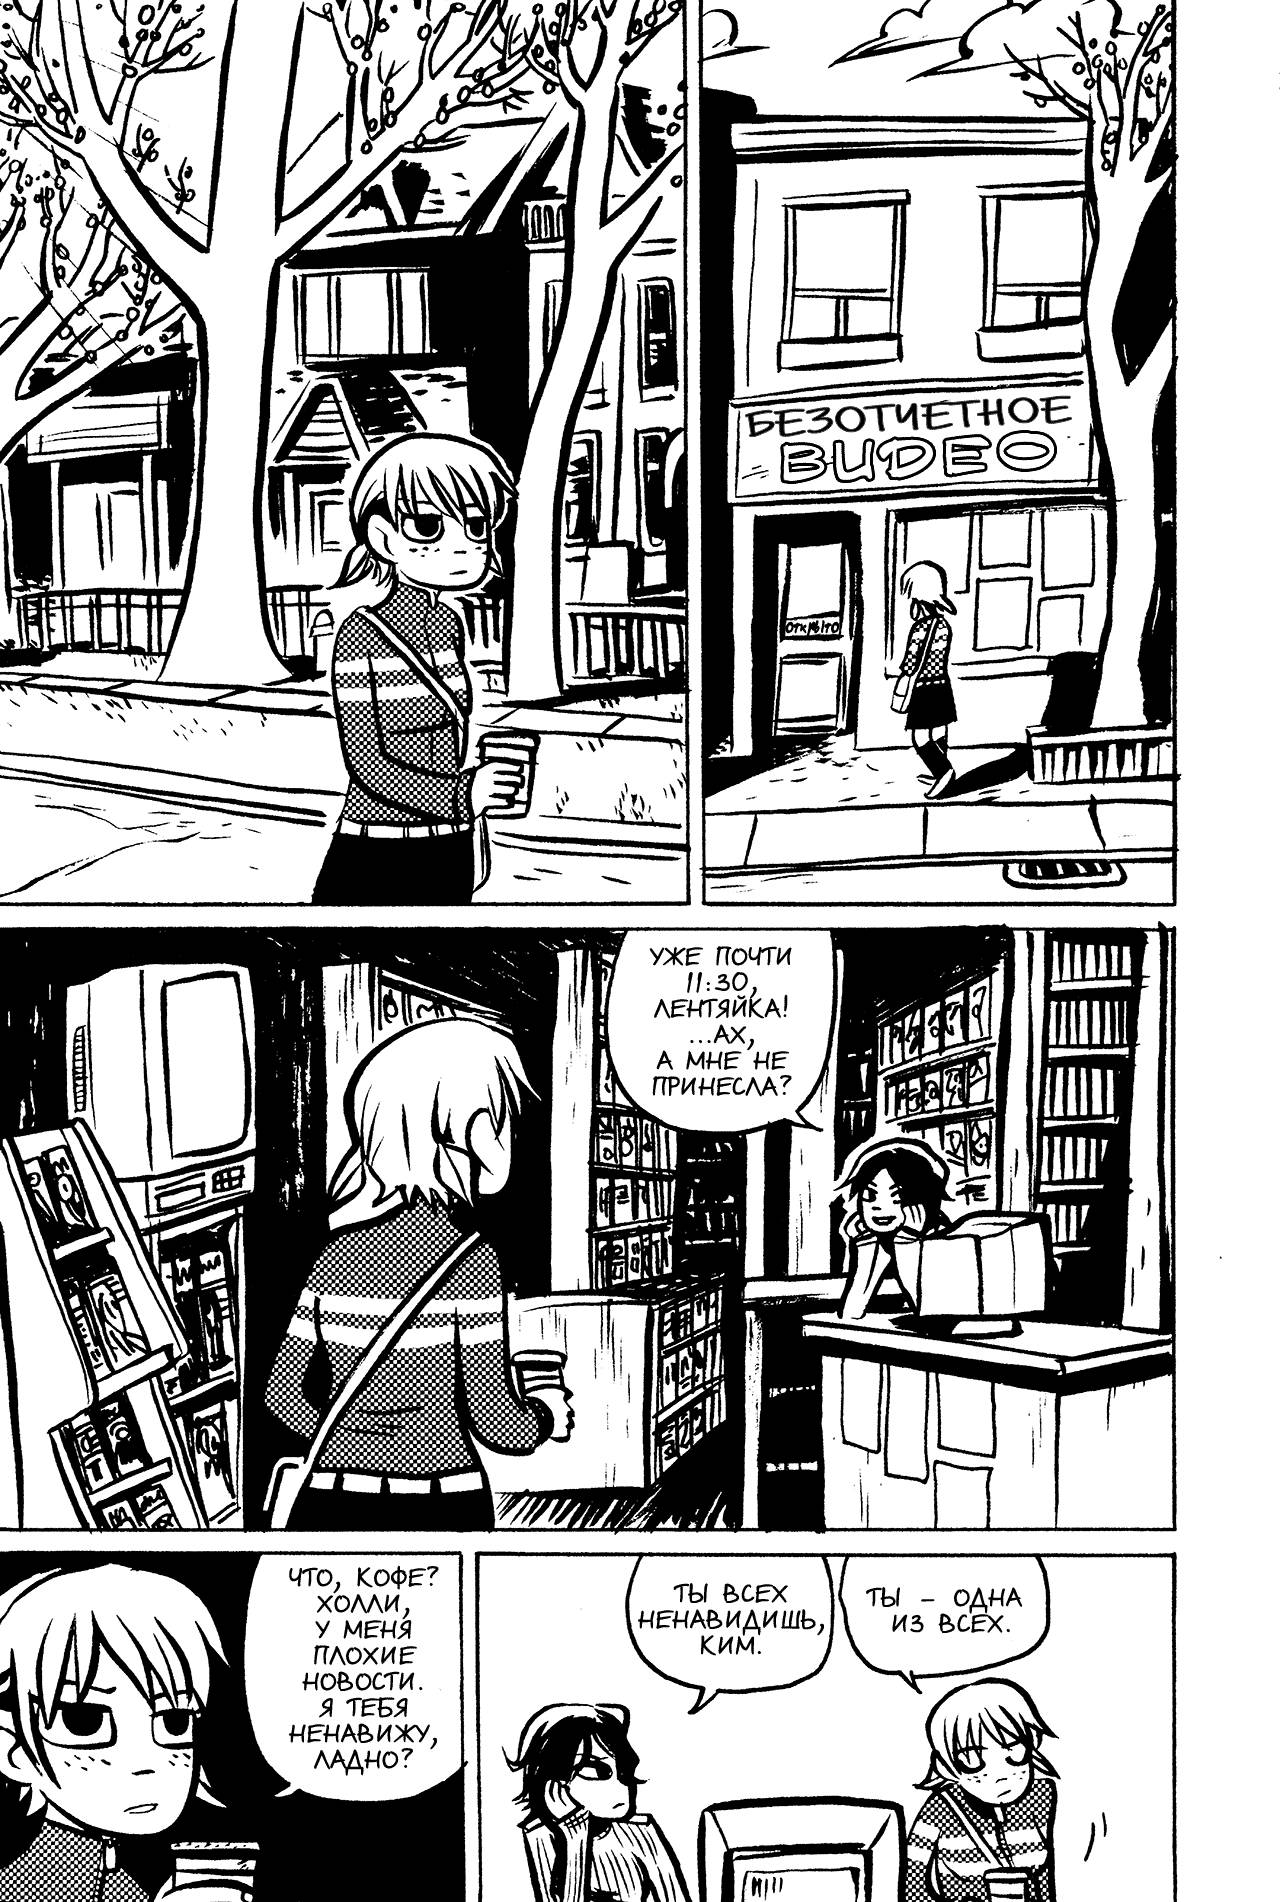 БЕЗОТЧЕТНОЕ
ВИДЕО
ОТКРЫТО
УЖЕ ПОЧТИ
11:30,
ЛЕНТЯЙКА!
...АХ,
А МНЕ НЕ
ПРИНЕСЛА?
ЧТО, КОФЕ?
ХОЛЛИ,
У МЕНЯ
ПЛОХИЕ
НОВОСТИ.
Я ТЕБЯ
НЕНАВИЖУ,
ЛАДНО?
ТЫ ВСЕХ
НЕНАВИДИШЬ,
КИМ.
ТЫ – ОДНА
ИЗ ВСЕХ.